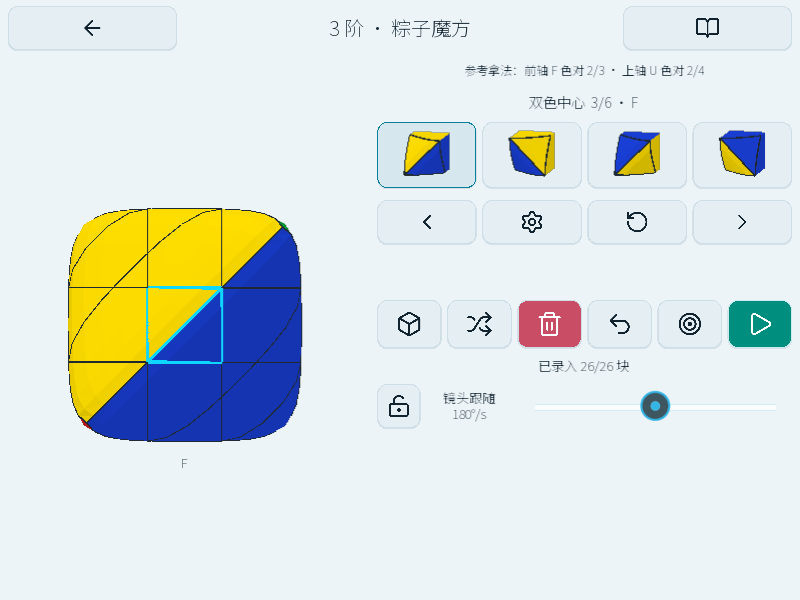 3 阶 · 粽子魔方
参考拿法：前轴 F 色对 2/3 · 上轴 U 色对 2/4
双色中心 3/6 · F
已录入 26/26 块
镜头跟随
180°/s
F